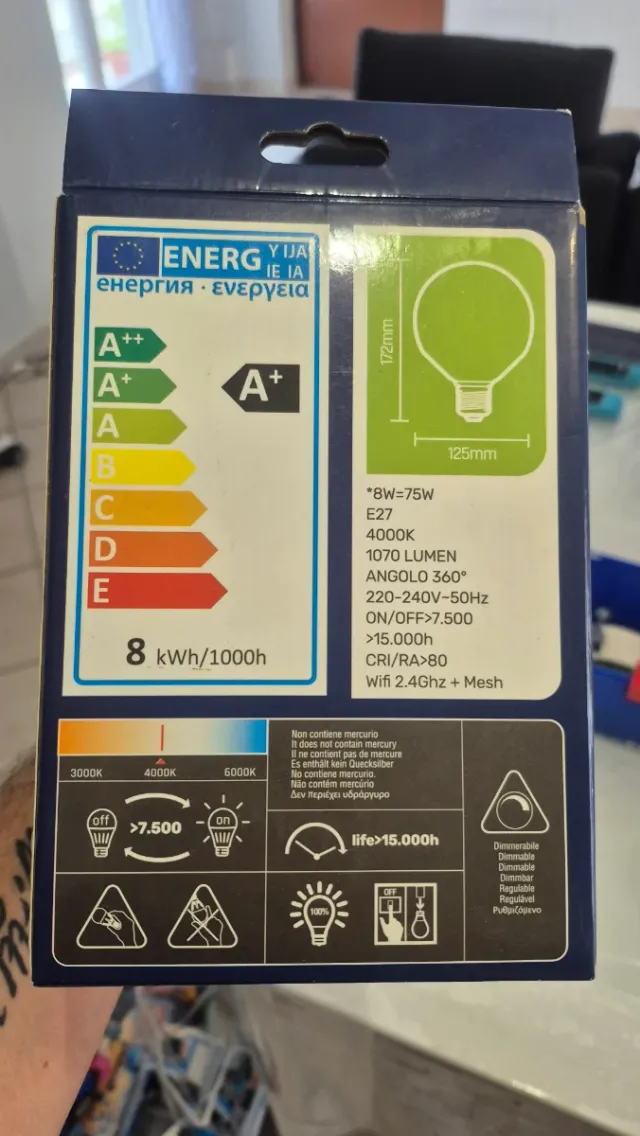 ENERG Y IJA
IE IA
енергия · ενεργεια
A++
A+
A
B
C
D
E
A+
8 kWh/1000h
172mm
125mm
*8W=75W
E27
4000K
1070 LUMEN
ANGOLO 360°
220-240V~50Hz
ON/OFF>7.500
>15.000h
CRI/RA>80
Wifi 2.4Ghz + Mesh
3000K 4000K 6000K
off >7.500 on
Non contiene mercurio
It does not contain mercury
Il ne contient pas de mercure
Es enthält kein Quecksilber
No contiene mercurio.
Não contém mercúrio
Δεν περιέχει υδράργυρο
life>15.000h
100%
OFF
Dimmerabile
Dimmable
Dimmable
Dimmbar
Regulable
Regulável
Ρυθμιζόμενο